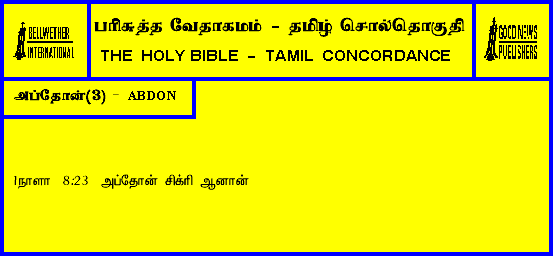 BELLWETHER
INTERNATIONAL
பரிசுத்த வேதாகமம் - தமிழ் சொல்தொகுதி
THE HOLY BIBLE - TAMIL CONCORDANCE
GOOD NEWS
PUBLISHERS
அப்தோன்(3) - ABDON
1நாளா 8:23 அப்தோன் சிக்ரி ஆனான்